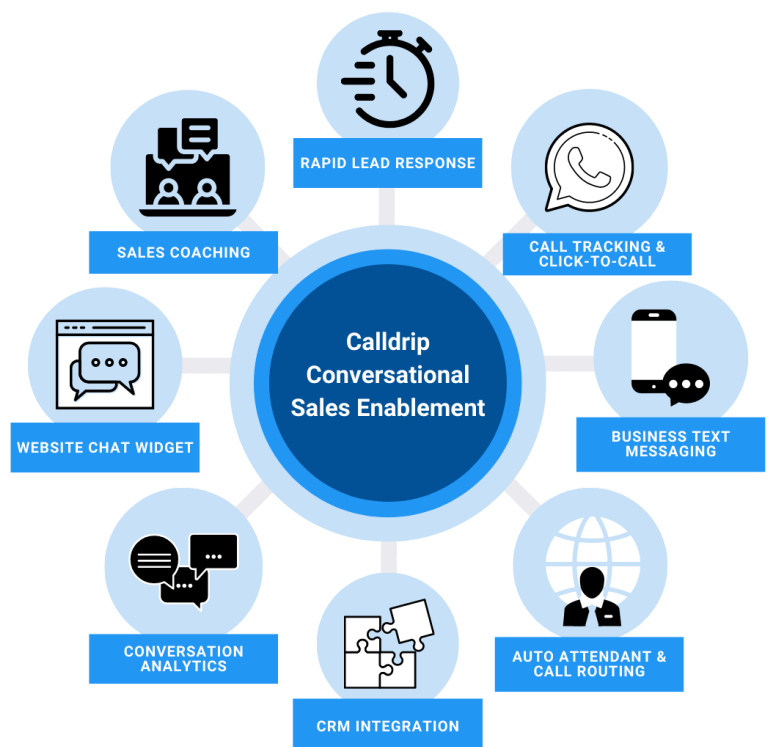 RAPID LEAD RESPONSE
CALL TRACKING &
CLICK-TO-CALL
BUSINESS TEXT
MESSAGING
AUTO ATTENDANT &
CALL ROUTING
CRM INTEGRATION
CONVERSATION
ANALYTICS
WEBSITE CHAT WIDGET
SALES COACHING
Calldrip
Conversational
Sales Enablement